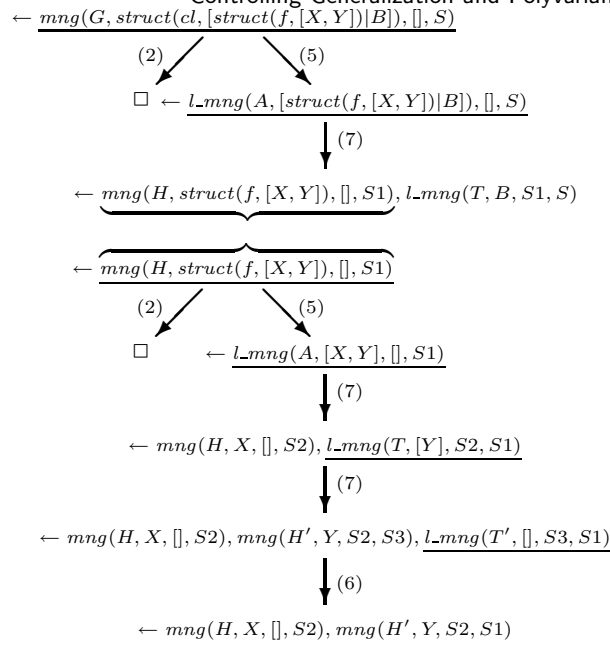 Controlling Generalization and Polyvarian
← mng(G, struct(cl, [struct(f, [X, Y])|B]), [], S)
(2) (5)
□ ← l_mng(A, [struct(f, [X, Y])|B]), [], S)
(7)
← mng(H, struct(f, [X, Y]), [], S1), l_mng(T, B, S1, S)
← mng(H, struct(f, [X, Y]), [], S1)
(2) (5)
□ ← l_mng(A, [X, Y], [], S1)
(7)
← mng(H, X, [], S2), l_mng(T, [Y], S2, S1)
(7)
← mng(H, X, [], S2), mng(H′, Y, S2, S3), l_mng(T′, [], S3, S1)
(6)
← mng(H, X, [], S2), mng(H′, Y, S2, S1)